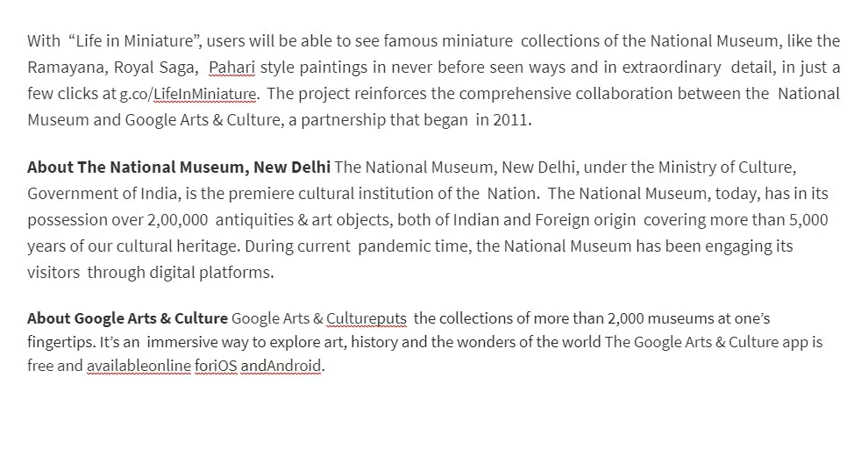 With “Life in Miniature”, users will be able to see famous miniature collections of the National Museum, like the
Ramayana, Royal Saga, Pahari style paintings in never before seen ways and in extraordinary detail, in just a
few clicks at g.co/LifeInMiniature. The project reinforces the comprehensive collaboration between the National
Museum and Google Arts & Culture, a partnership that began in 2011.
About The National Museum, New Delhi The National Museum, New Delhi, under the Ministry of Culture,
Government of India, is the premiere cultural institution of the Nation. The National Museum, today, has in its
possession over 2,00,000 antiquities & art objects, both of Indian and Foreign origin covering more than 5,000
years of our cultural heritage. During current pandemic time, the National Museum has been engaging its
visitors through digital platforms.
About Google Arts & Culture Google Arts & Cultureputs the collections of more than 2,000 museums at one’s
fingertips. It’s an immersive way to explore art, history and the wonders of the world The Google Arts & Culture app is
free and availableonline foriOS andAndroid.